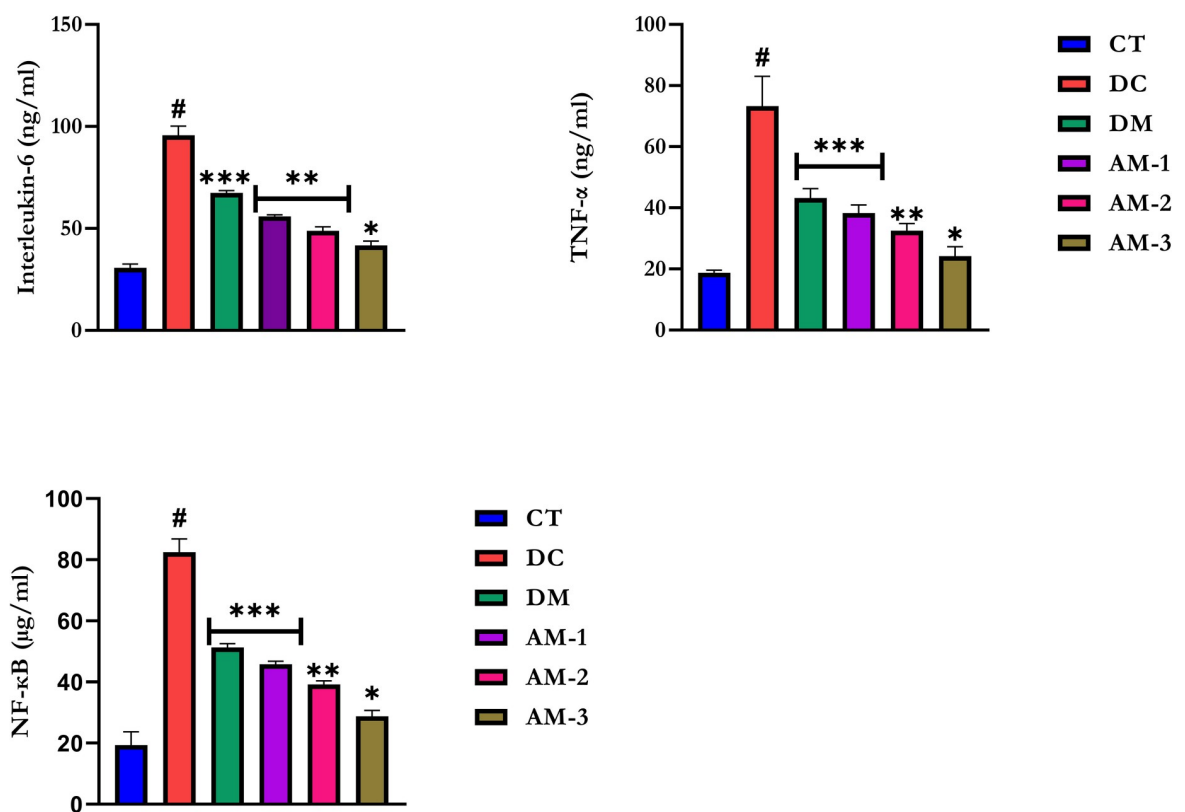 Interleukin-6 (ng/ml)
150
100
50
0
#
***
**
*
TNF-α (ng/ml)
100
80
60
40
20
0
#
***
**
*
CT
DC
DM
AM-1
AM-2
AM-3
NF-κB (µg/ml)
100
80
60
40
20
0
#
***
**
*
CT
DC
DM
AM-1
AM-2
AM-3